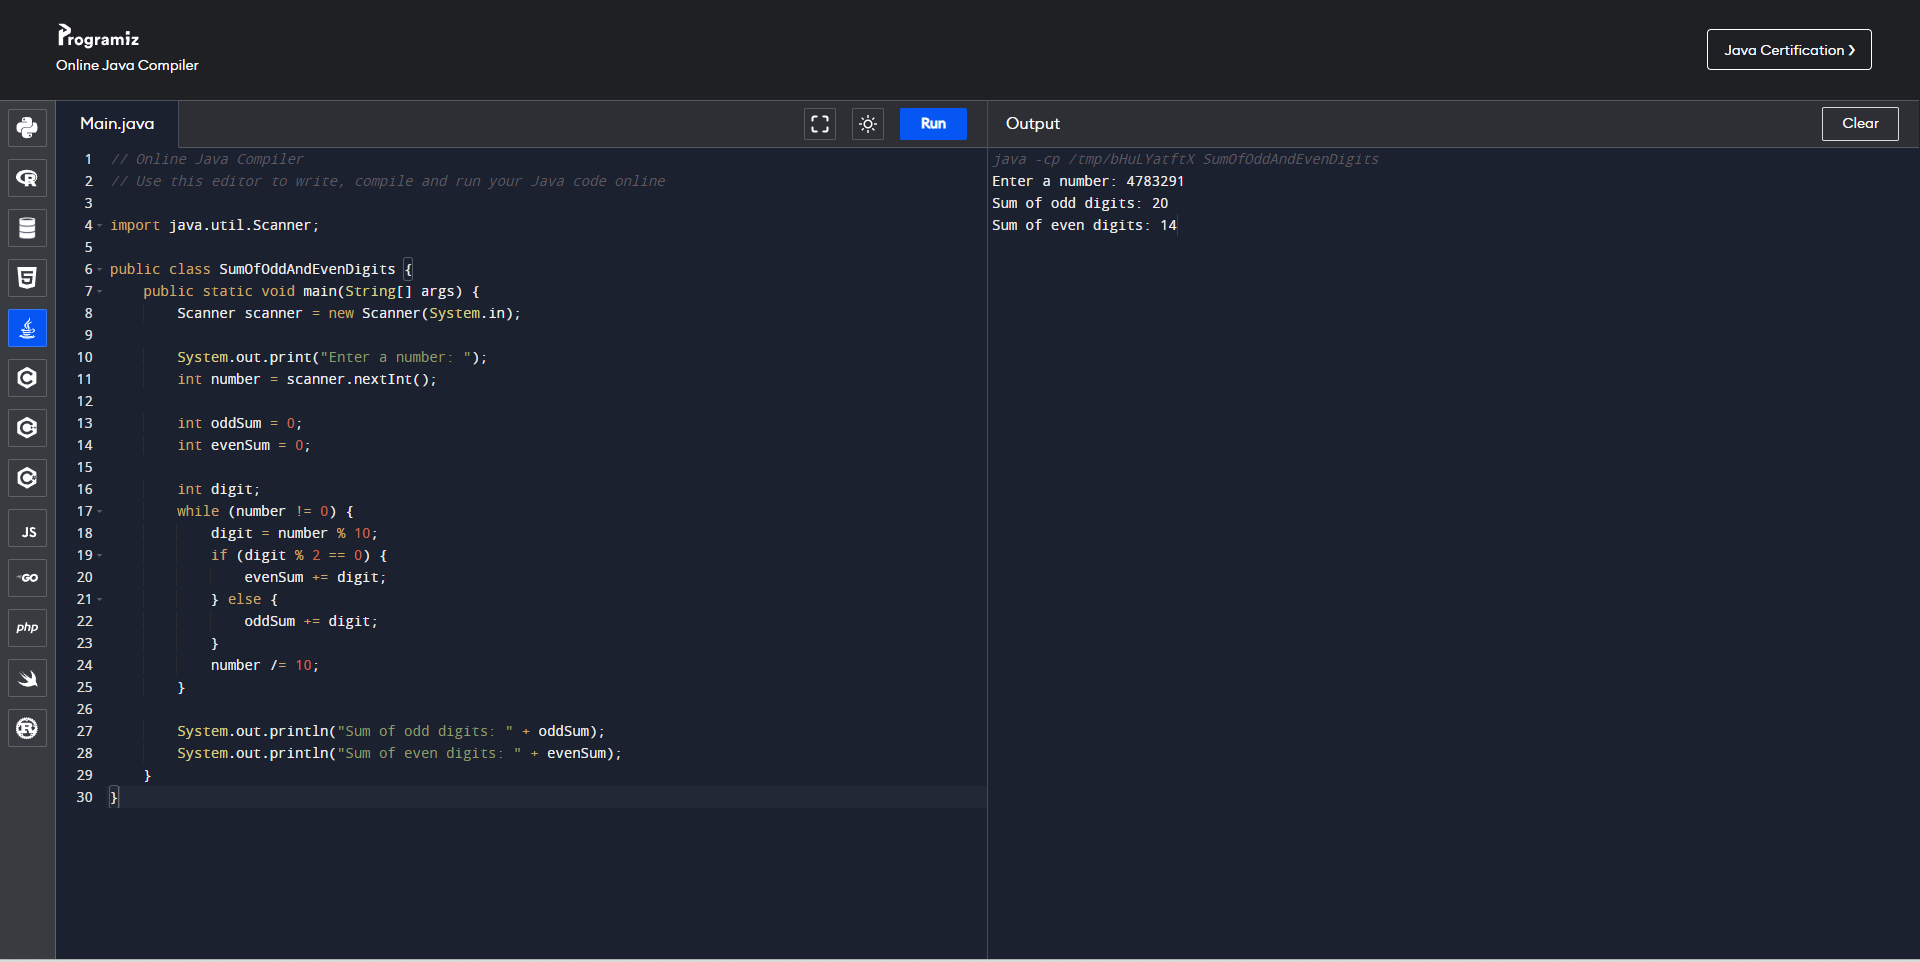 Programiz
Online Java Compiler
Java Certification ❯
Main.java
Run
Output
Clear
1 // Online Java Compiler
2 // Use this editor to write, compile and run your Java code online
3
4 import java.util.Scanner;
5
6 public class SumOfOddAndEvenDigits {
7     public static void main(String[] args) {
8         Scanner scanner = new Scanner(System.in);
9
10         System.out.print("Enter a number: ");
11         int number = scanner.nextInt();
12
13         int oddSum = 0;
14         int evenSum = 0;
15
16         int digit;
17         while (number != 0) {
18             digit = number % 10;
19             if (digit % 2 == 0) {
20                 evenSum += digit;
21             } else {
22                 oddSum += digit;
23             }
24             number /= 10;
25         }
26
27         System.out.println("Sum of odd digits: " + oddSum);
28         System.out.println("Sum of even digits: " + evenSum);
29     }
30 }
java -cp /tmp/bHuLYatftX SumOfOddAndEvenDigits
Enter a number: 4783291
Sum of odd digits: 20
Sum of even digits: 14
R
5
C
C
C
JS
GO
php
R